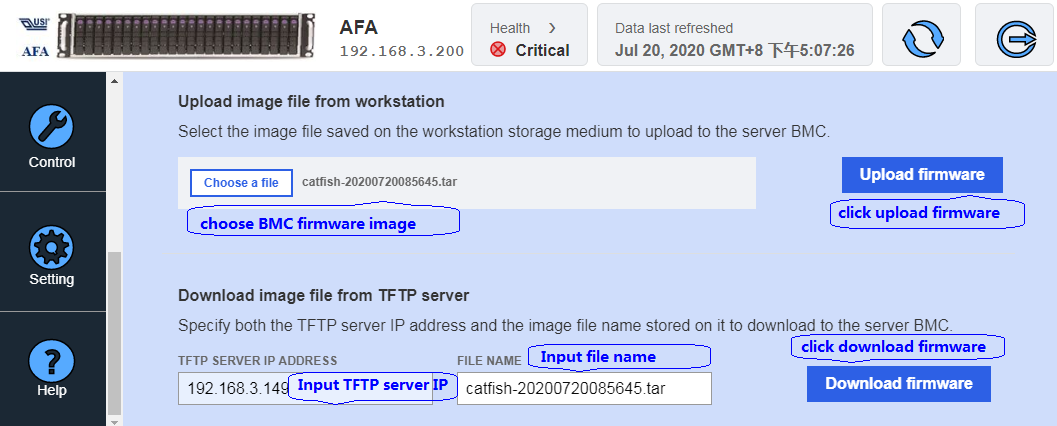 USI
AFA
AFA
192.168.3.200
Health
Critical
Data last refreshed
Jul 20, 2020 GMT+8 下午5:07:26
Control
Setting
Help
Upload image file from workstation
Select the image file saved on the workstation storage medium to upload to the server BMC.
Choose a file
catfish-20200720085645.tar
Upload firmware
choose BMC firmware image
click upload firmware
Download image file from TFTP server
Specify both the TFTP server IP address and the image file name stored on it to download to the server BMC.
click download firmware
TFTP SERVER IP ADDRESS
FILE NAME
Input file name
192.168.3.149
Input TFTP server IP
catfish-20200720085645.tar
Download firmware